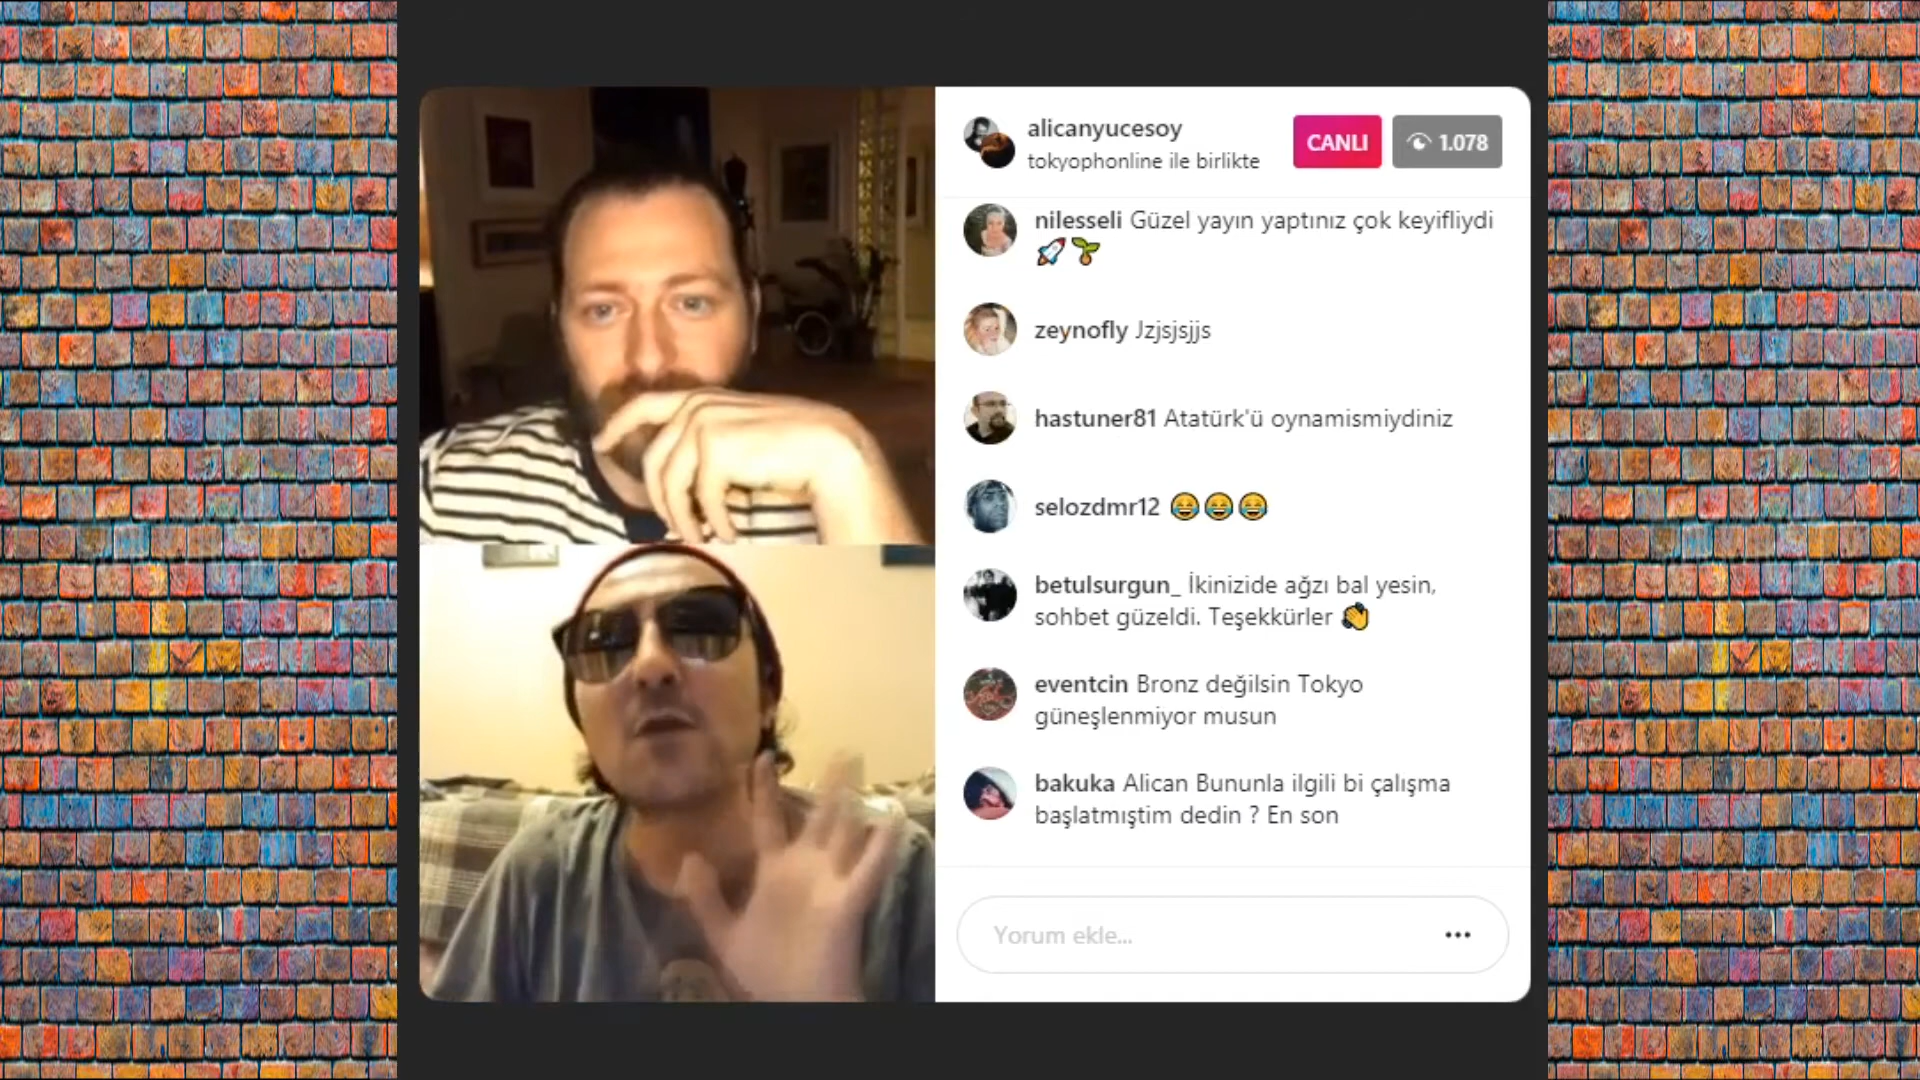 alicanyucesoy
tokyophonline ile birlikte
CANLI
1.078
nilesseli Güzel yayın yaptınız çok keyifliydi
🚀🌱
zeynofly Jzjsjsjjs
hastuner81 Atatürk'ü oynamismiydiniz
selozdmr12 😂😂😂
betulsurgun_ İkinizide ağzı bal yesin,
sohbet güzeldi. Teşekkürler 👏
eventcin Bronz değilsin Tokyo
güneşlenmiyor musun
bakuka Alican Bununla ilgili bi çalışma
başlatmıştim dedin ? En son
Yorum ekle...